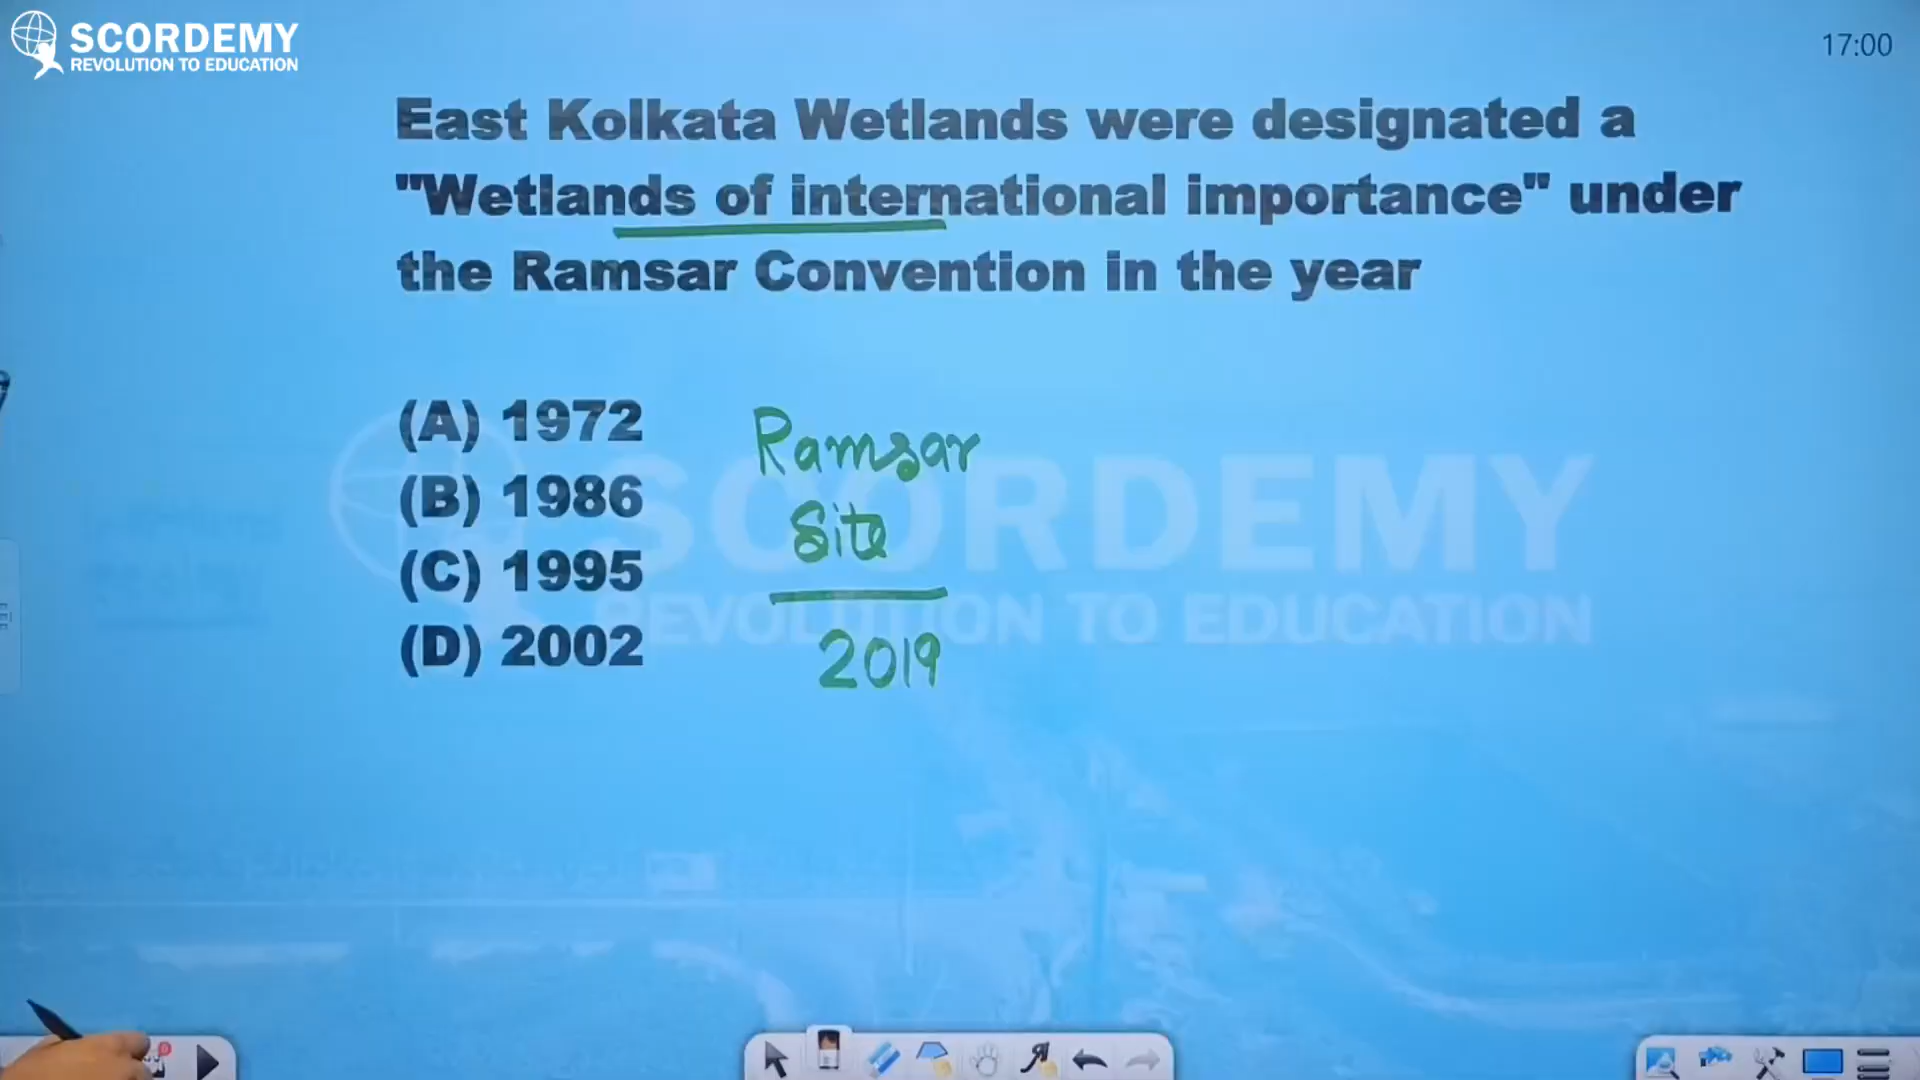 SCORDEMY
REVOLUTION TO EDUCATION
17:00
East Kolkata Wetlands were designated a
"Wetlands of international importance" under
the Ramsar Convention in the year
(A) 1972
(B) 1986
(C) 1995
(D) 2002
Ramsar
Site
2019
SCORDEMY
REVOLUTION TO EDUCATION